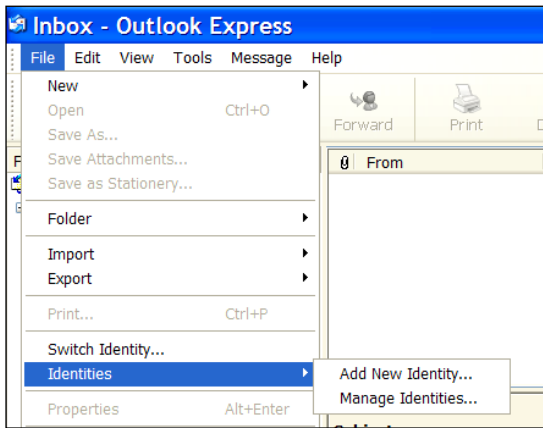 Inbox - Outlook Express
File Edit View Tools Message Help
New
Open Ctrl+O
Save As...
Save Attachments...
Save as Stationery...
Folder
Import
Export
Print... Ctrl+P
Switch Identity...
Identities
Properties Alt+Enter
Forward Print
From
Add New Identity...
Manage Identities...